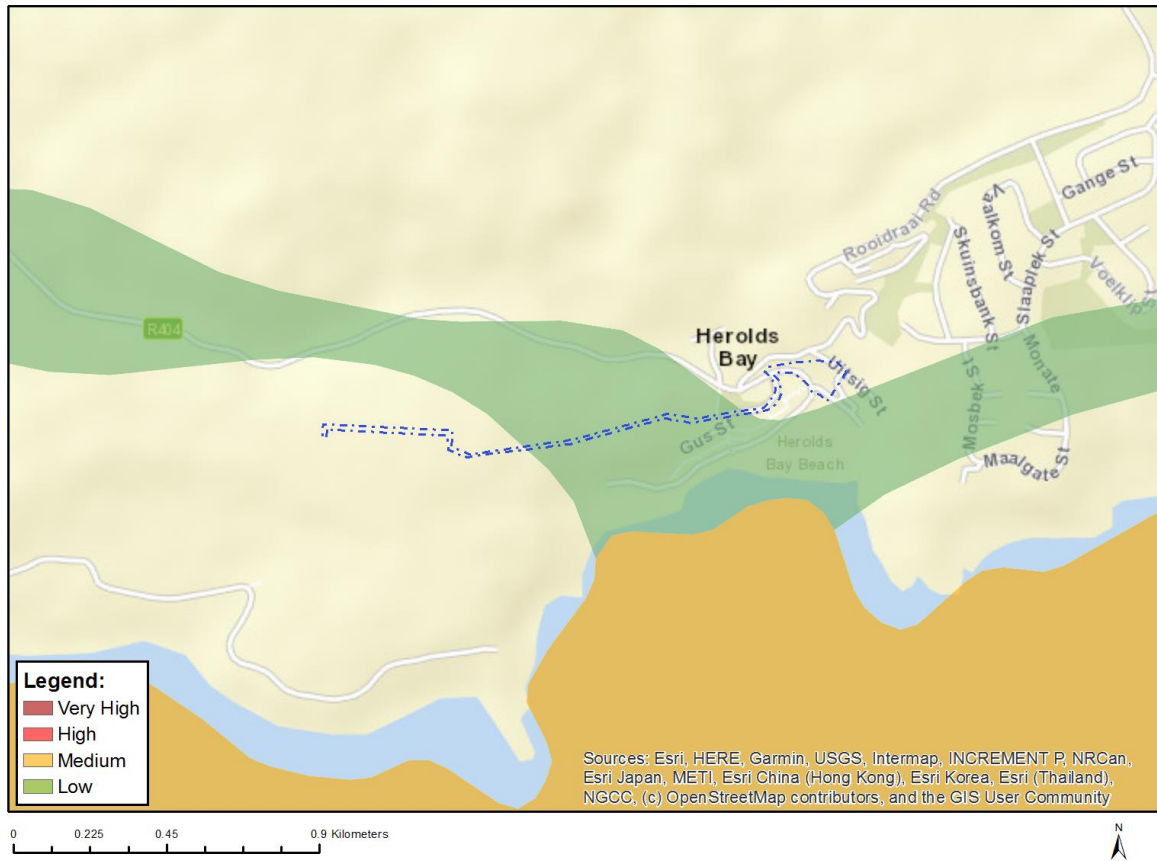 Rooidraai Rd
Vaalkom St
Gange St
Skuinsbank St
Slaaplek St
Voelklip St
R404
Herolds
Bay
Uitsig St
Monate
Mosbek St
Gus St
Herolds
Bay Beach
Maalgate St
Legend:
Very High
High
Medium
Low
Sources: Esri, HERE, Garmin, USGS, Intermap, INCREMENT P, NRCan,
Esri Japan, METI, Esri China (Hong Kong), Esri Korea, Esri (Thailand),
NGCC, (c) OpenStreetMap contributors, and the GIS User Community
0 0.225 0.45 0.9 Kilometers
N